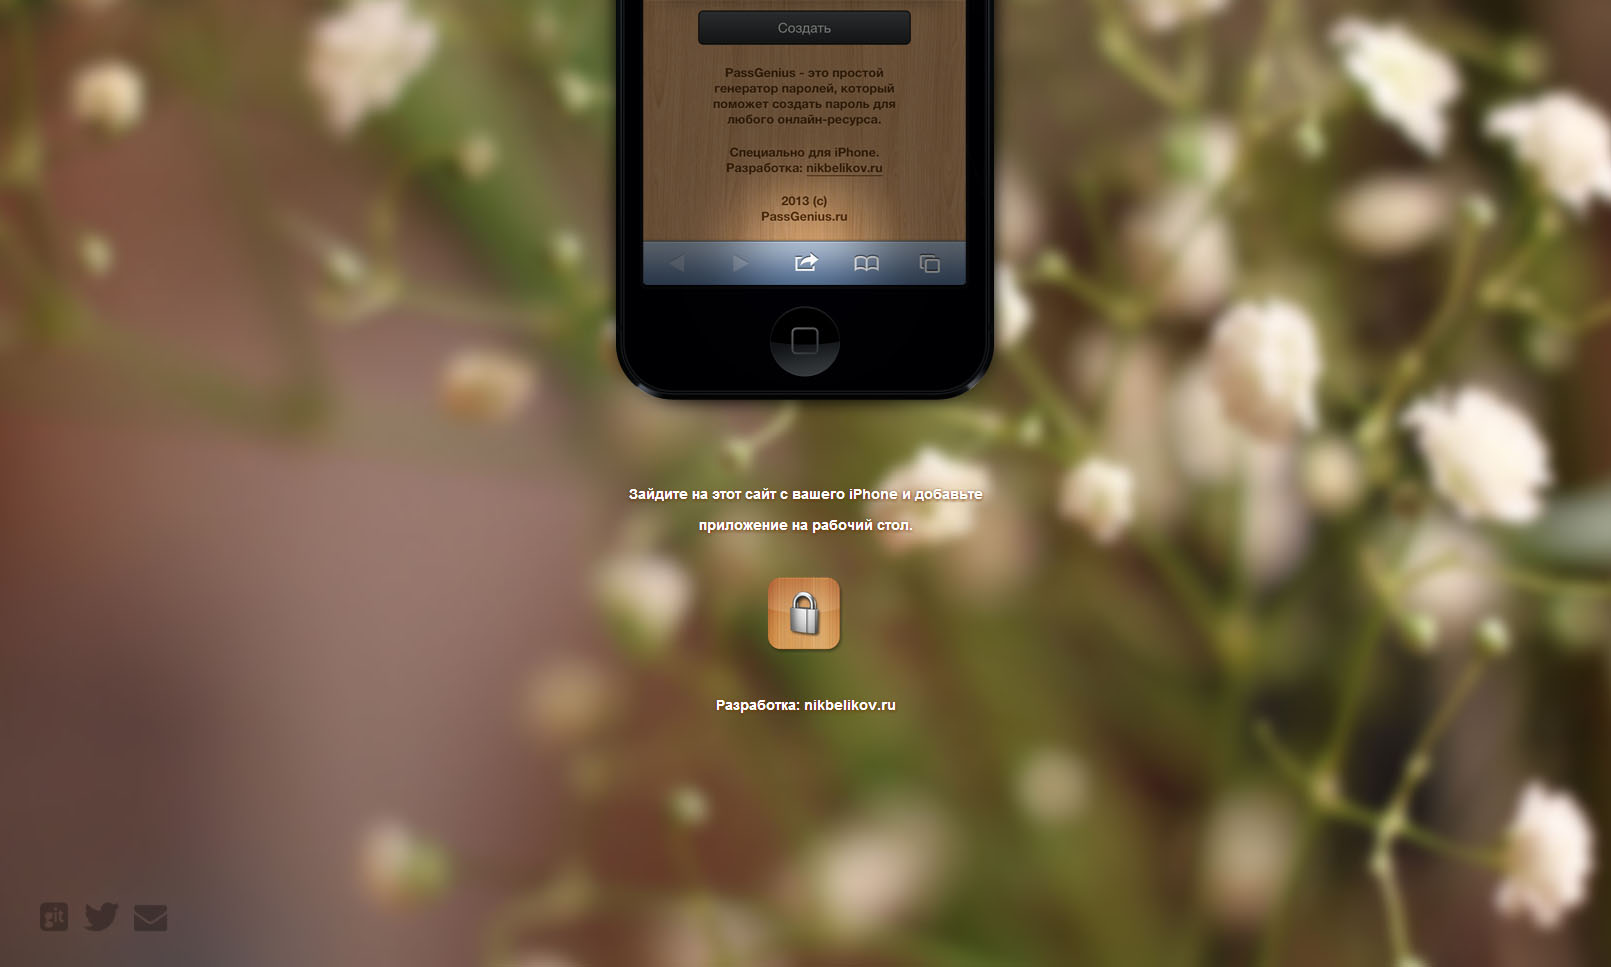 Создать
PassGenius - это простой
генератор паролей, который
поможет создать пароль для
любого онлайн-ресурса.
Специально для iPhone.
Разработка: nikbelikov.ru
2013 (c)
PassGenius.ru
Зайдите на этот сайт с вашего iPhone и добавьте
приложение на рабочий стол.
Разработка: nikbelikov.ru
git